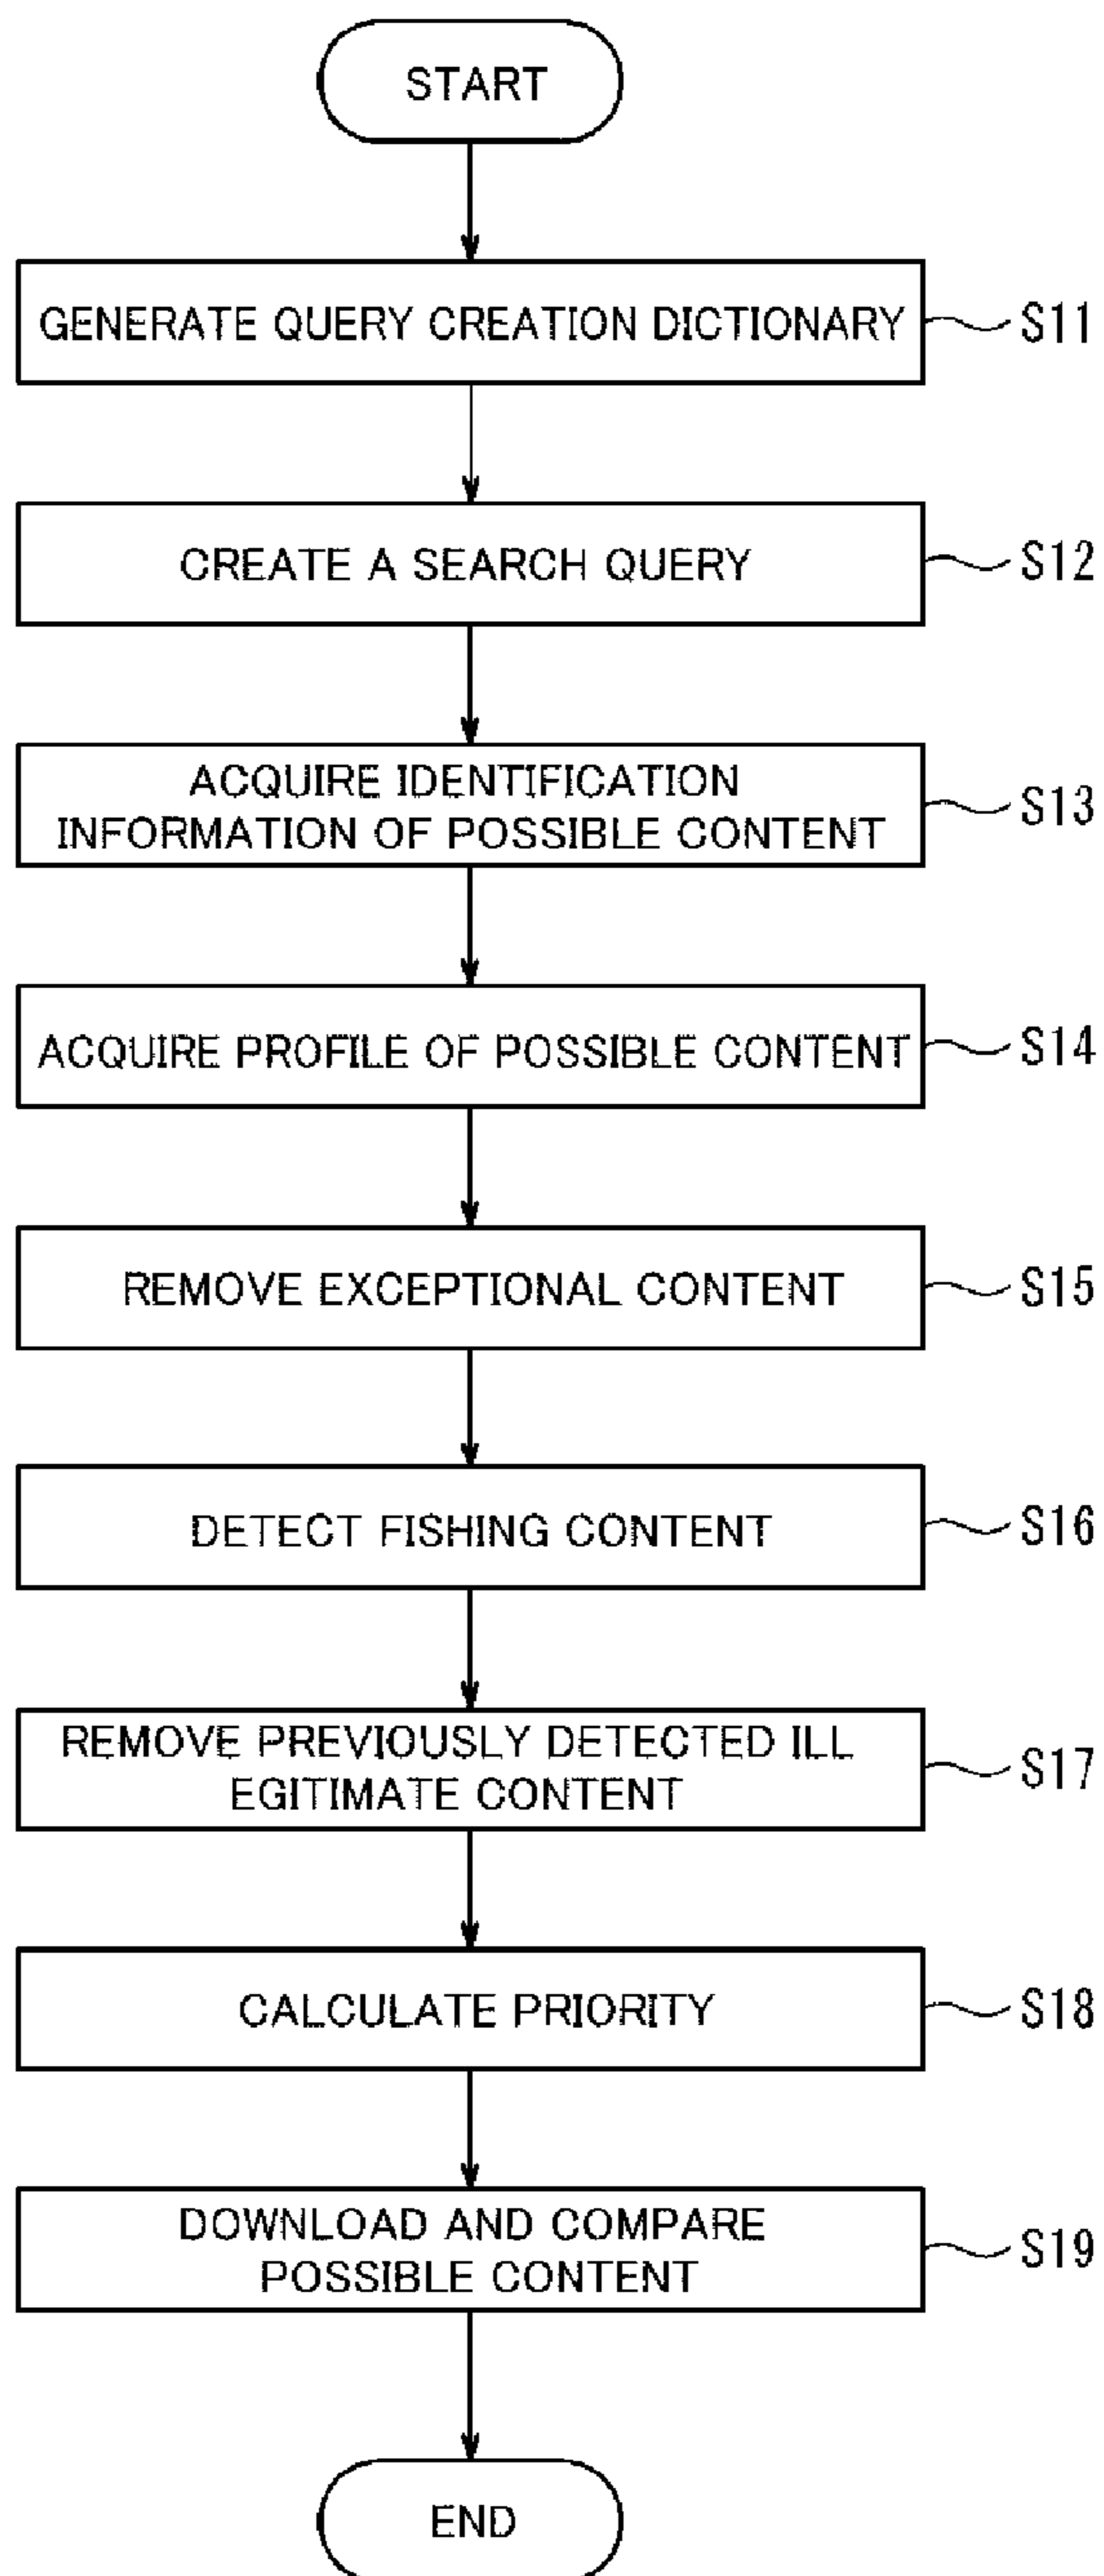 START
GENERATE QUERY CREATION DICTIONARY
S11
CREATE A SEARCH QUERY
S12
ACQUIRE IDENTIFICATION
INFORMATION OF POSSIBLE CONTENT
S13
ACQUIRE PROFILE OF POSSIBLE CONTENT
S14
REMOVE EXCEPTIONAL CONTENT
S15
DETECT FISHING CONTENT
S16
REMOVE PREVIOUSLY DETECTED ILL
EGITIMATE CONTENT
S17
CALCULATE PRIORITY
S18
DOWNLOAD AND COMPARE
POSSIBLE CONTENT
S19
END